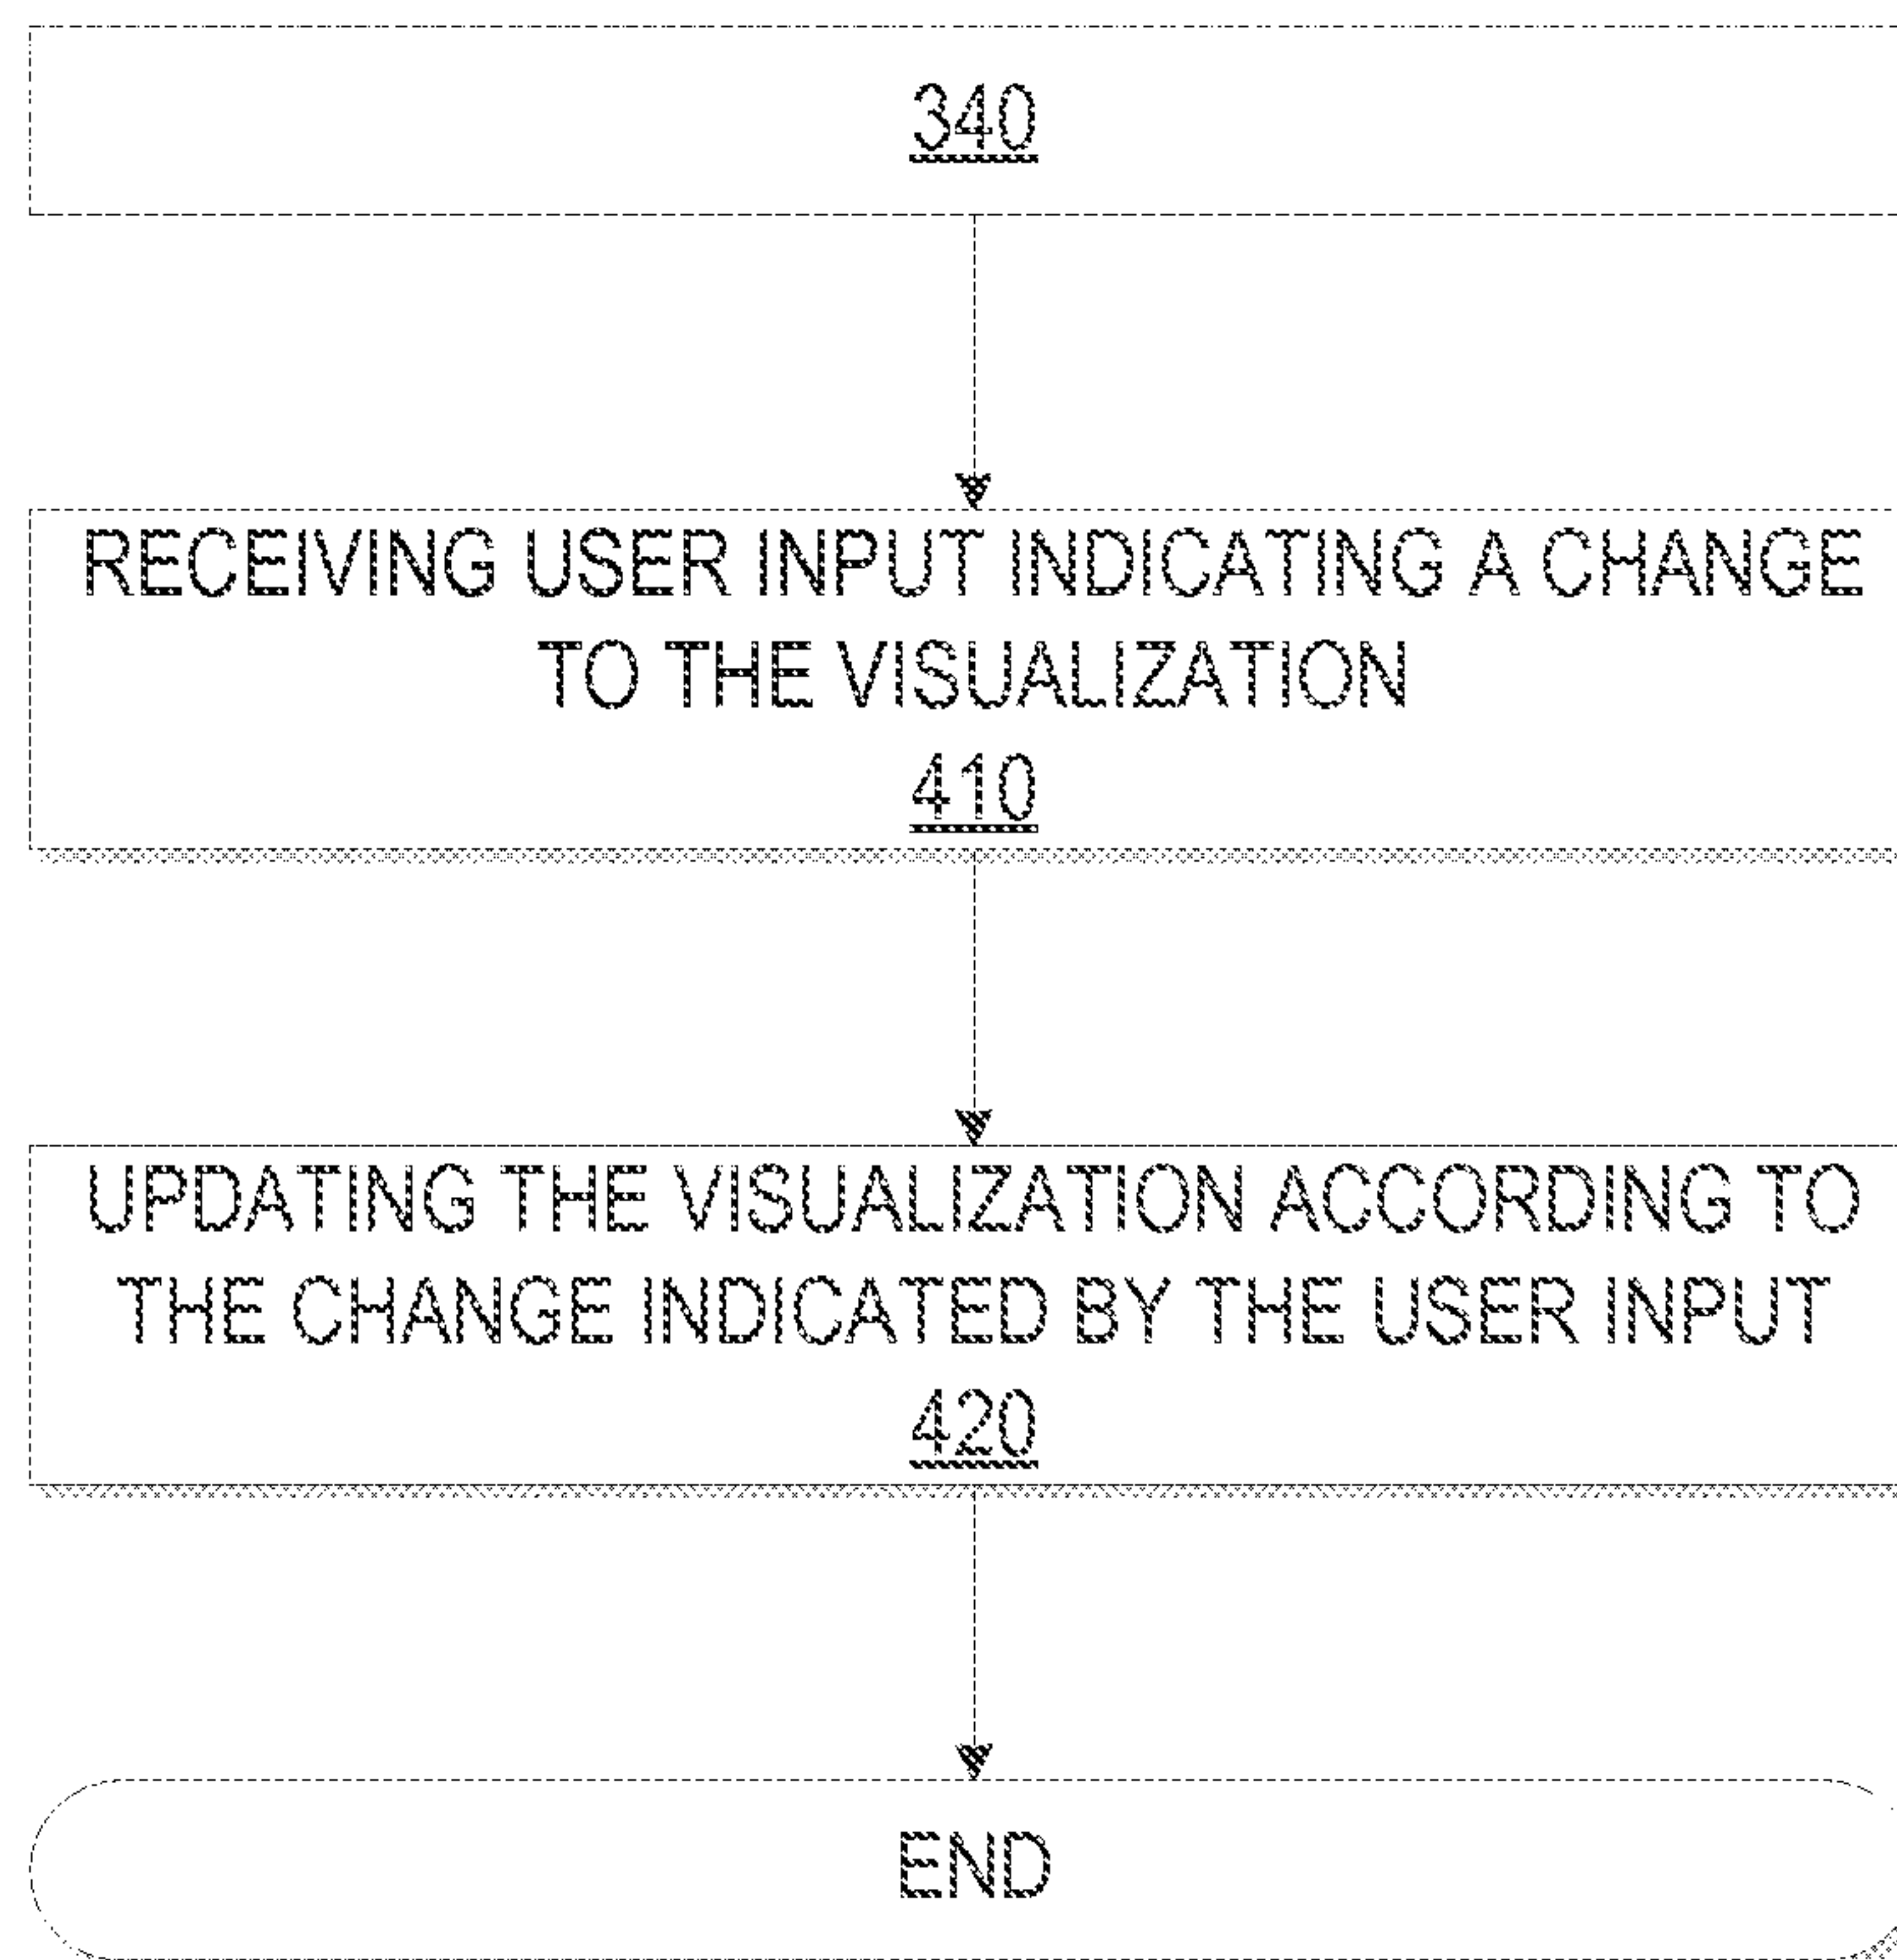 340
RECEIVING USER INPUT INDICATING A CHANGE
TO THE VISUALIZATION
410
UPDATING THE VISUALIZATION ACCORDING TO
THE CHANGE INDICATED BY THE USER INPUT
420
END